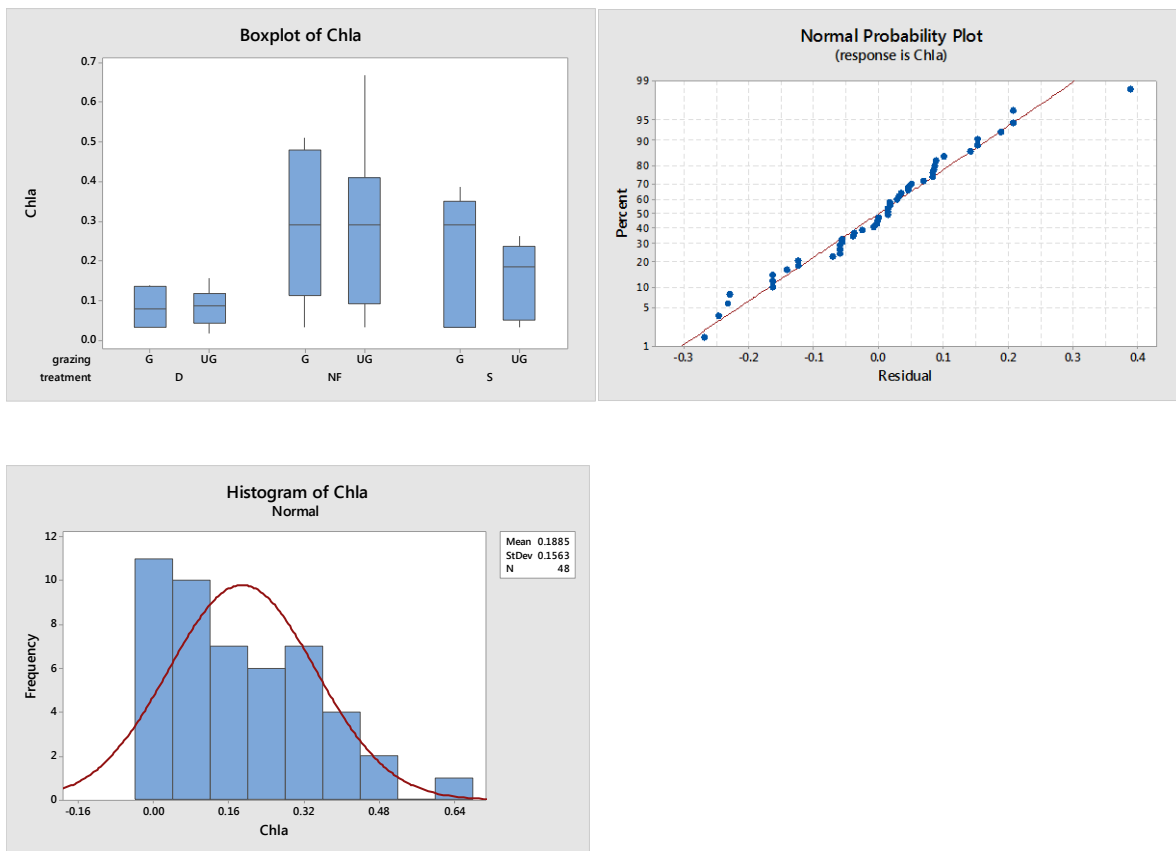 Boxplot of Chla
0.7
0.6
0.5
0.4
0.3
0.2
0.1
0.0
Chla
grazing G UG G UG G UG
treatment D NF S
Normal Probability Plot
(response is Chla)
99
95
90
80
70
60
50
40
30
20
10
5
1
Percent
-0.3 -0.2 -0.1 0.0 0.1 0.2 0.3 0.4
Residual
Histogram of Chla
Normal
12
10
8
6
4
2
0
Frequency
-0.16 0.00 0.16 0.32 0.48 0.64
Chla
Mean 0.1885
StDev 0.1563
N 48